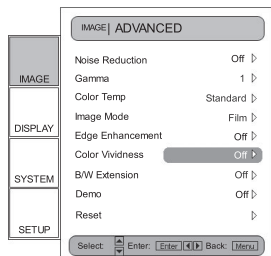 IMAGE| ADVANCED
Noise Reduction Off
IMAGE
Gamma 1
Color Temp Standard
DISPLAY
Image Mode Film
Edge Enhancement Off
Color Vividness Off
SYSTEM
B/W Extension Off
Demo Off
SETUP
Reset
Select: Enter: Enter Back: Menu